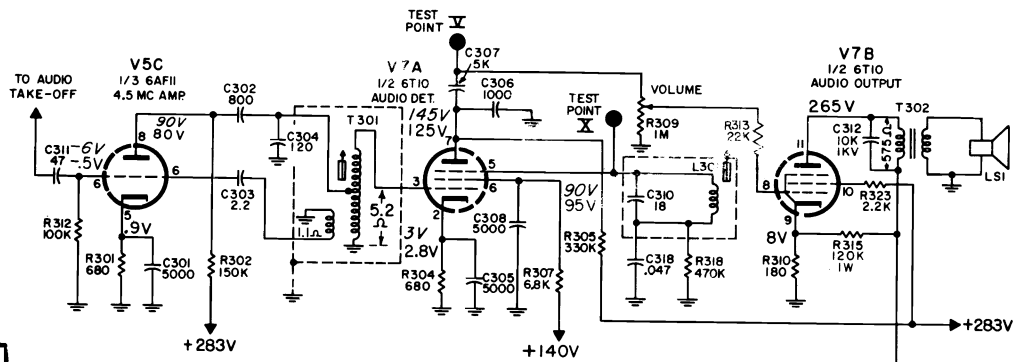 TEST
POINT V
V5C
1/3 6AF11
4.5 MC AMP.
TO AUDIO
TAKE-OFF
C302
800
V7A
1/2 6T10
AUDIO DET.
C307
5K
C306
1000
TEST
POINT X
VOLUME
V7B
1/2 6T10
AUDIO OUTPUT
90V
80V
8
C311
47
-.6V
-.5V
6
6
5
.9V
C304
120
T301
145V
125V
7
R309
1M
R313
22K
265V
11
C312
10K
1KV
575Ω
T302
LS1
R312
100K
C303
2.2
1.1Ω
5.2
Ω
3
5
6
2
90V
95V
C310
18
8
10
9
R323
2.2K
R301
680
C301
5000
R302
150K
3V
2.8V
C308
5000
R305
330K
8V
R315
120K
1W
R304
680
C305
5000
R307
6.8K
C318
.047
R318
470K
R310
180
+283V
+140V
+283V